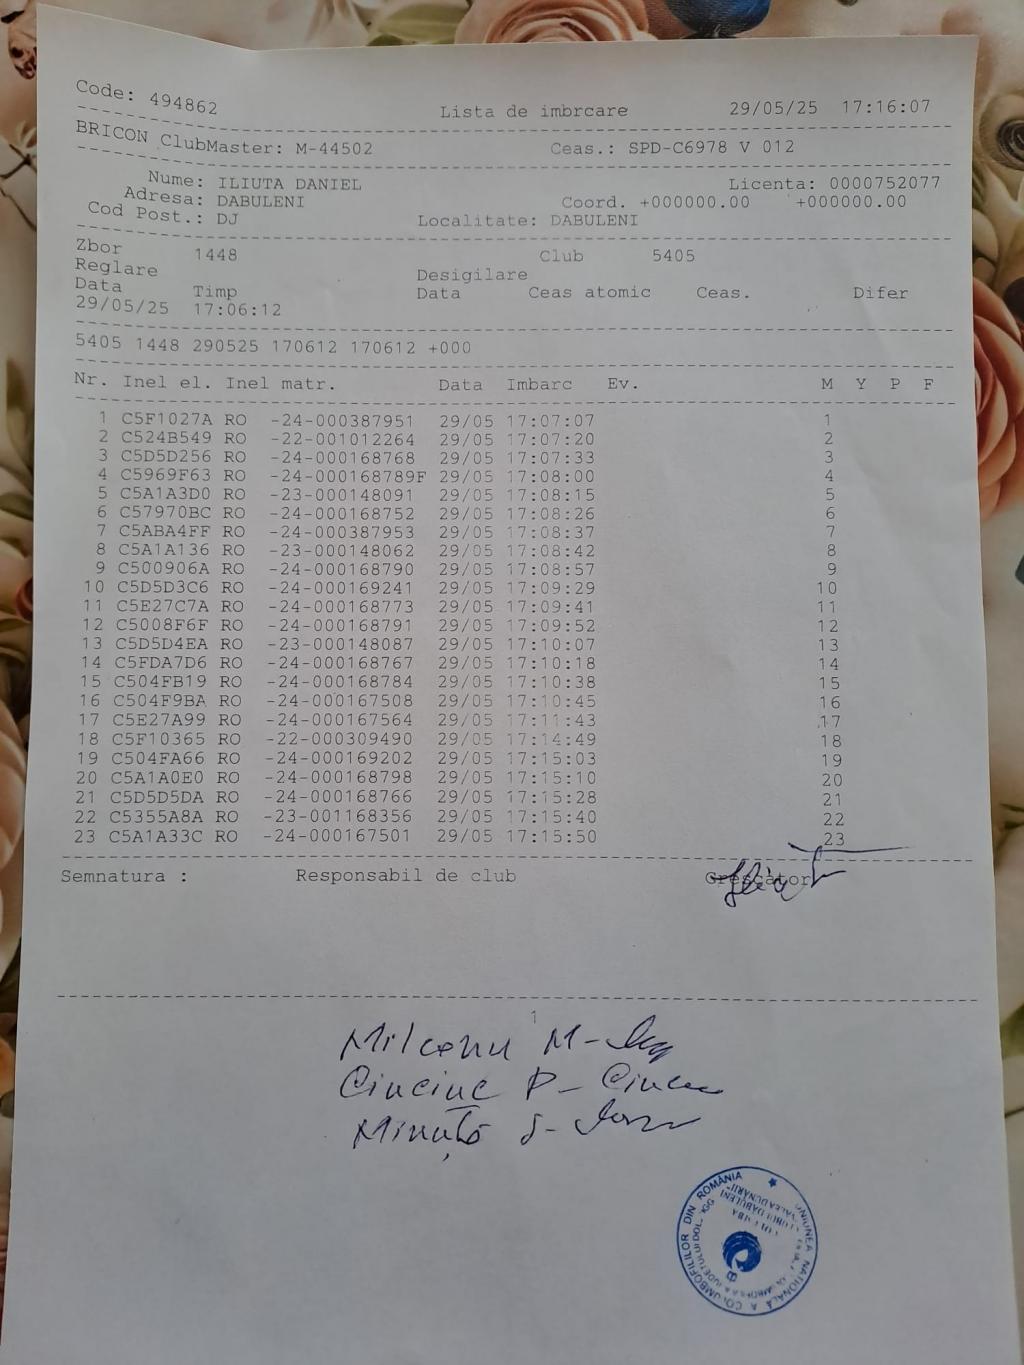 Code: 494862 Lista de imbrcare 29/05/25 17:16:07
BRICON ClubMaster: M-44502 Ceas.: SPD-C6978 V 012
Nume: ILIUTA DANIEL Licenta: 0000752077
Adresa: DABULENI Coord. +000000.00 +000000.00
Cod Post.: DJ Localitate: DABULENI
Zbor 1448 Club 5405
Reglare Desigilare
Data Timp Data Ceas atomic Ceas. Difer
29/05/25 17:06:12
5405 1448 290525 170612 170612 +000
Nr. Inel el. Inel matr. Data Imbarc Ev. M Y P F
1 C5F1027A RO -24-000387951 29/05 17:07:07 1
2 C524B549 RO -22-001012264 29/05 17:07:20 2
3 C5D5D256 RO -24-000168768 29/05 17:07:33 3
4 C5969F63 RO -24-000168789F 29/05 17:08:00 4
5 C5A1A3D0 RO -23-000148091 29/05 17:08:15 5
6 C57970BC RO -24-000168752 29/05 17:08:26 6
7 C5ABA4FF RO -24-000387953 29/05 17:08:37 7
8 C5A1A136 RO -23-000148062 29/05 17:08:42 8
9 C500906A RO -24-000168790 29/05 17:08:57 9
10 C5D5D3C6 RO -24-000169241 29/05 17:09:29 10
11 C5E27C7A RO -24-000168773 29/05 17:09:41 11
12 C5008F6F RO -24-000168791 29/05 17:09:52 12
13 C5D5D4EA RO -23-000148087 29/05 17:10:07 13
14 C5FDA7D6 RO -24-000168767 29/05 17:10:18 14
15 C504FB19 RO -24-000168784 29/05 17:10:38 15
16 C504F9BA RO -24-000167508 29/05 17:10:45 16
17 C5E27A99 RO -24-000167564 29/05 17:11:43 17
18 C5F10365 RO -22-000309490 29/05 17:14:49 18
19 C504FA66 RO -24-000169202 29/05 17:15:03 19
20 C5A1A0E0 RO -24-000168798 29/05 17:15:10 20
21 C5D5D5DA RO -24-000168766 29/05 17:15:28 21
22 C5355A8A RO -23-001168356 29/05 17:15:40 22
23 C5A1A33C RO -24-000167501 29/05 17:15:50 23
Semnatura : Responsabil de club Crescator
1
Milcanu M-
Ciuciuc P-
Minuță J-
UNIUNEA NAȚIONALĂ A COLUMBOFILILOR DIN ROMÂNIA